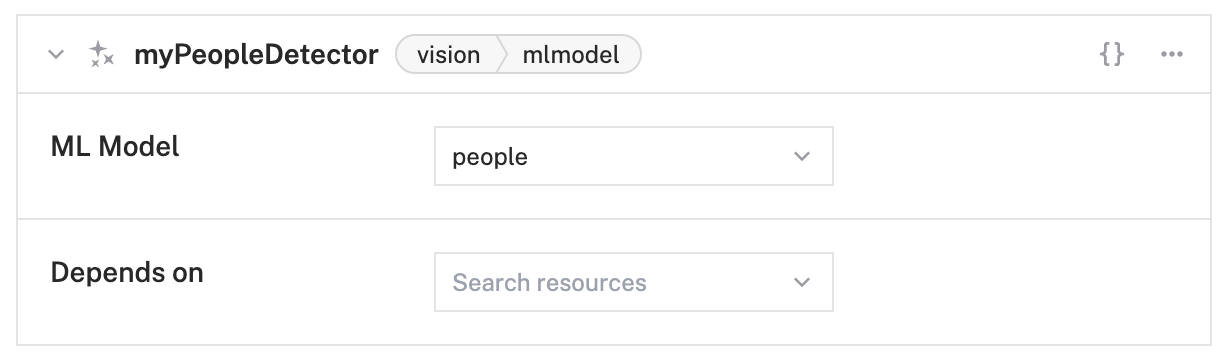 myPeopleDetector vision mlmodel {} ...
ML Model people
Depends on Search resources